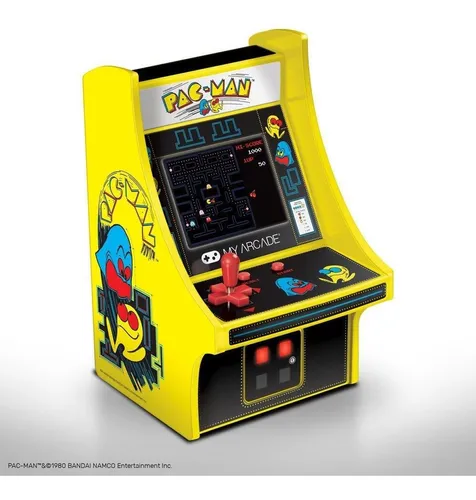 PAC-MAN
HI-SCORE
1000
1UP
50
MY ARCADE
PAC-MAN
PAC-MAN™&©1980 BANDAI NAMCO Entertainment Inc.